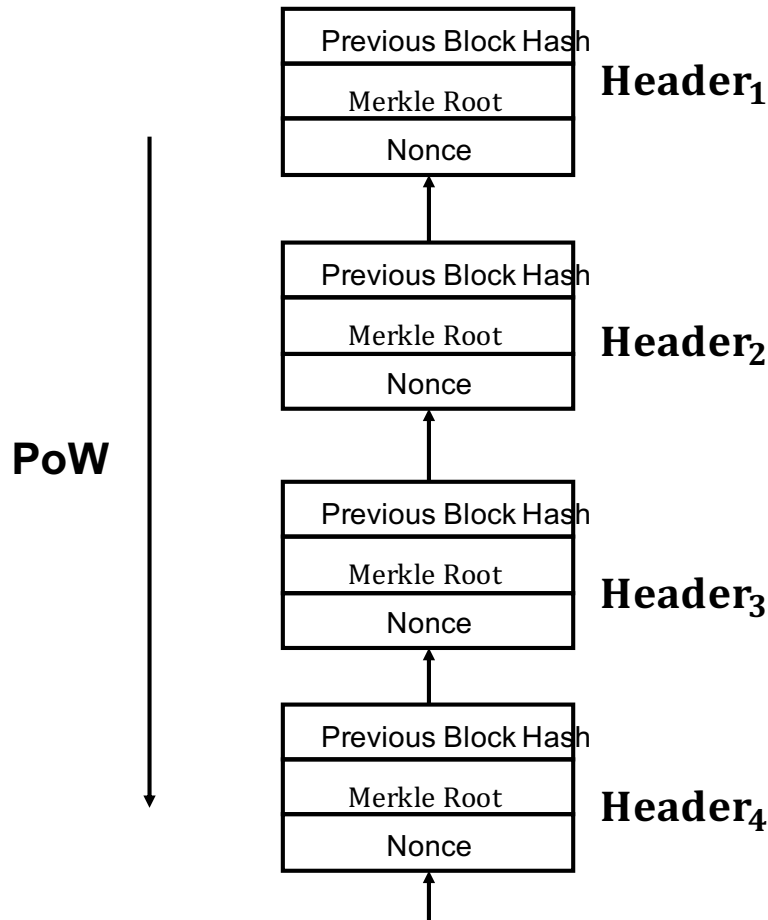 Previous Block Hash
Merkle Root
Nonce
Header₁
Previous Block Hash
Merkle Root
Nonce
Header₂
PoW
Previous Block Hash
Merkle Root
Nonce
Header₃
Previous Block Hash
Merkle Root
Nonce
Header₄